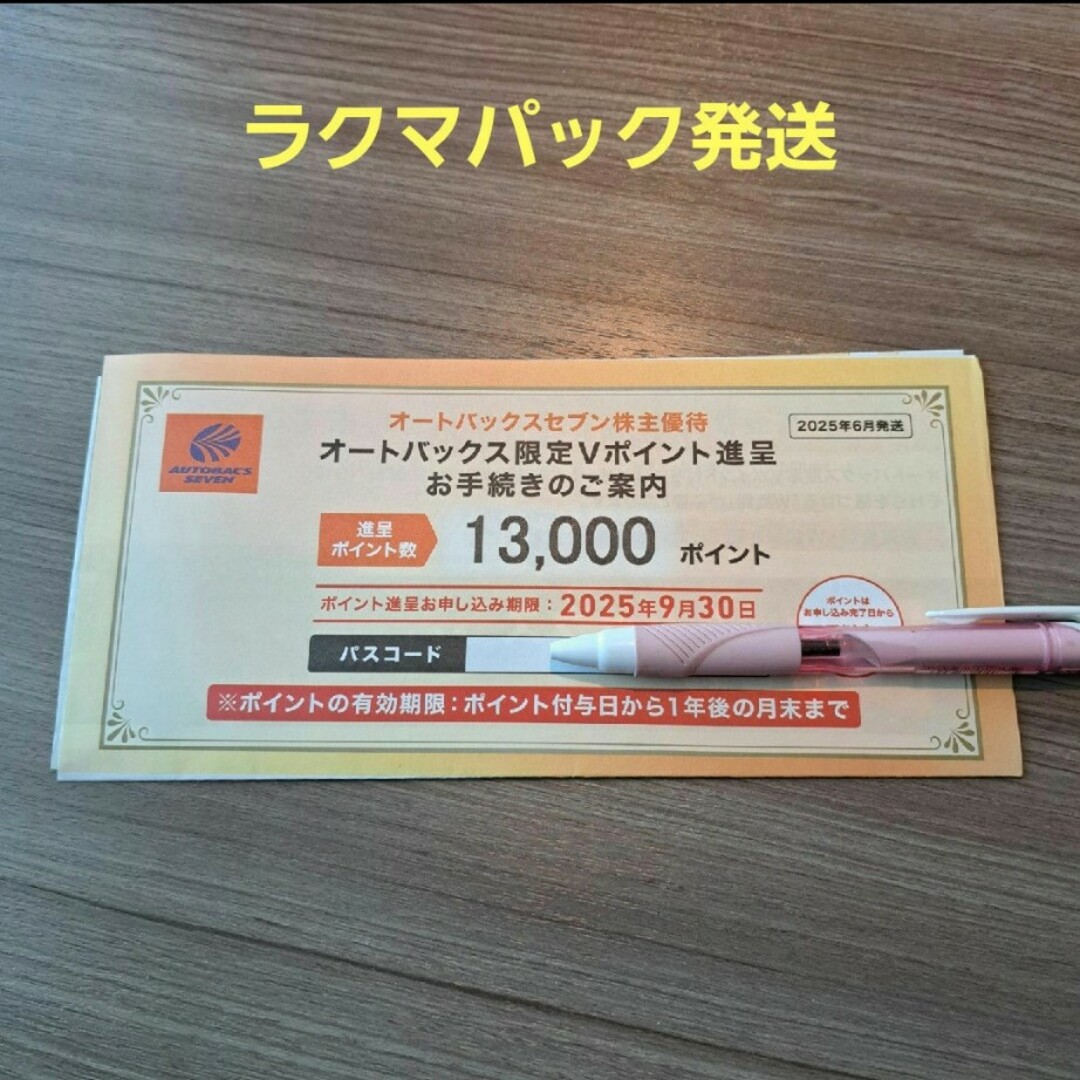 ラクマパック発送
オートバックスセブン株主優待
2025年6月発送
オートバックス限定Vポイント進呈
お手続きのご案内
AUTOBACS
SEVEN
進呈
ポイント数
13,000 ポイント
ポイント進呈お申し込み期限：2025年9月30日
ポイントは
お申し込み完了日から
パスコード
※ポイントの有効期限：ポイント付与日から1年後の月末まで